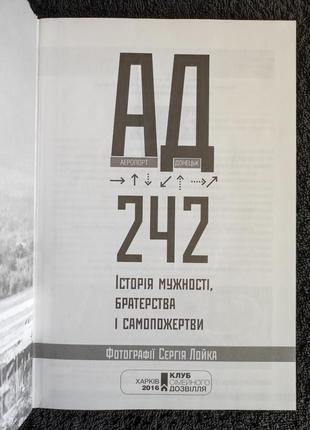 АД
АЕРОПОРТ ДОНЕЦЬК
242
ІСТОРІЯ МУЖНОСТІ,
БРАТЕРСТВА
І САМОПОЖЕРТВИ
ФОТОГРАФІЇ СЕРГІЯ ЛОЙКА
ХАРКІВ
2016
КЛУБ
СІМЕЙНОГО
ДОЗВІЛЛЯ